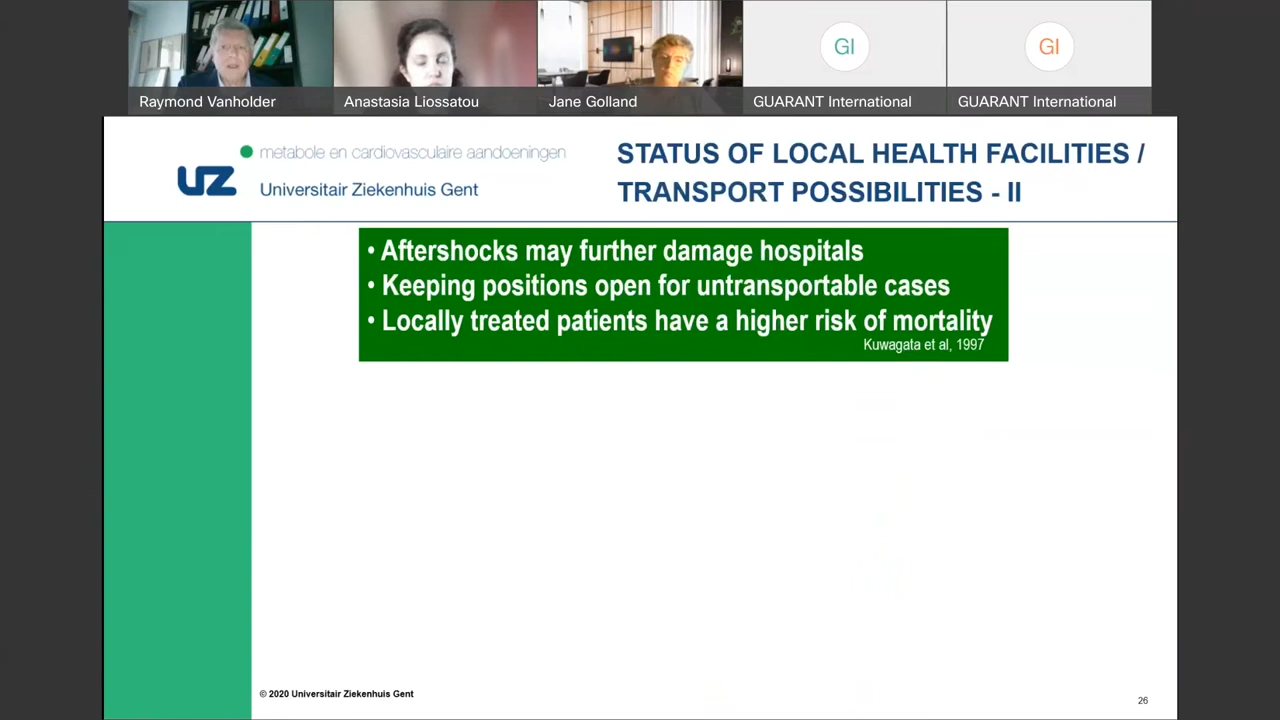 GI
GI
Raymond Vanholder
Anastasia Liossatou
Jane Golland
GUARANT International
GUARANT International
metabole en cardiovasculaire aandoeningen
UZ
Universitair Ziekenhuis Gent
STATUS OF LOCAL HEALTH FACILITIES /
TRANSPORT POSSIBILITIES - II
• Aftershocks may further damage hospitals
• Keeping positions open for untransportable cases
• Locally treated patients have a higher risk of mortality
Kuwagata et al, 1997
© 2020 Universitair Ziekenhuis Gent
26